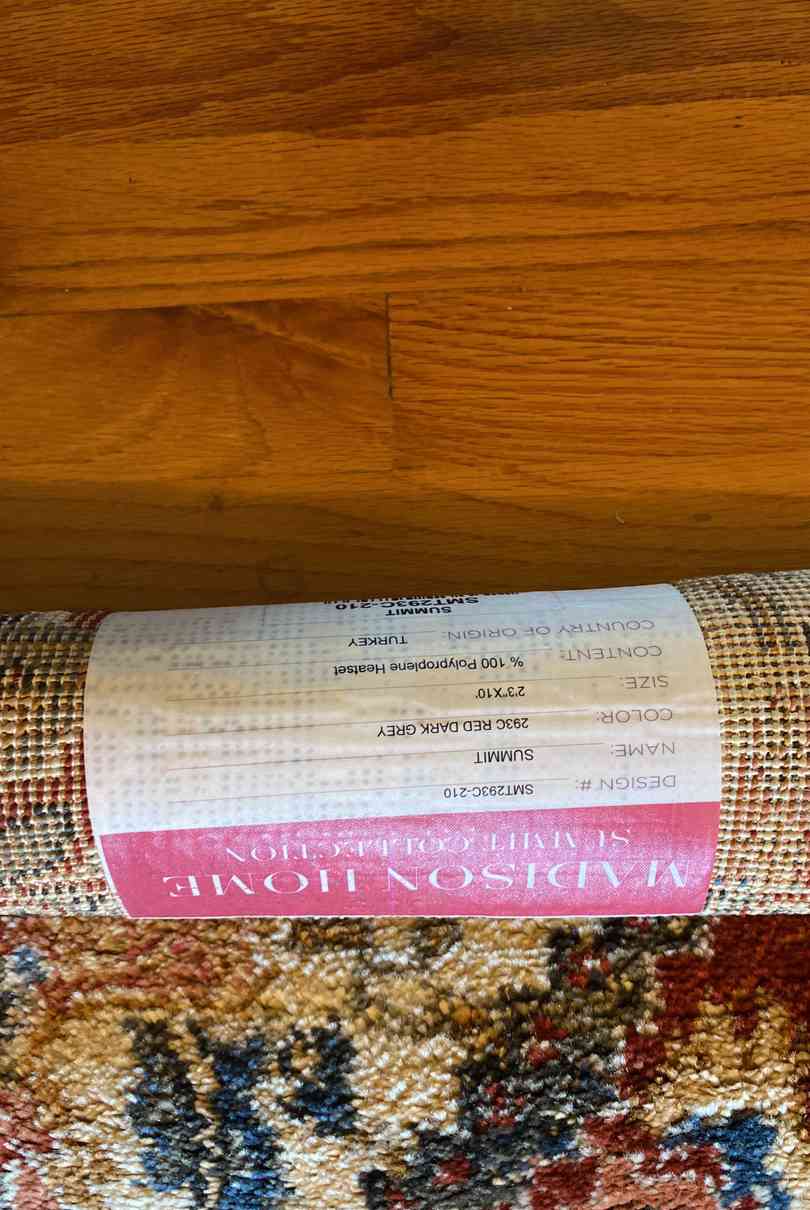 MADISON HOME
SUMMIT COLLECTION
DESIGN #: SMT293C-210
NAME: SUMMIT
COLOR: 293C RED DARK GREY
SIZE: 2'3"X10'
CONTENT: % 100 Polyproplene Heatset
COUNTRY OF ORIGIN: TURKEY
SUMMIT
SMT293C-210